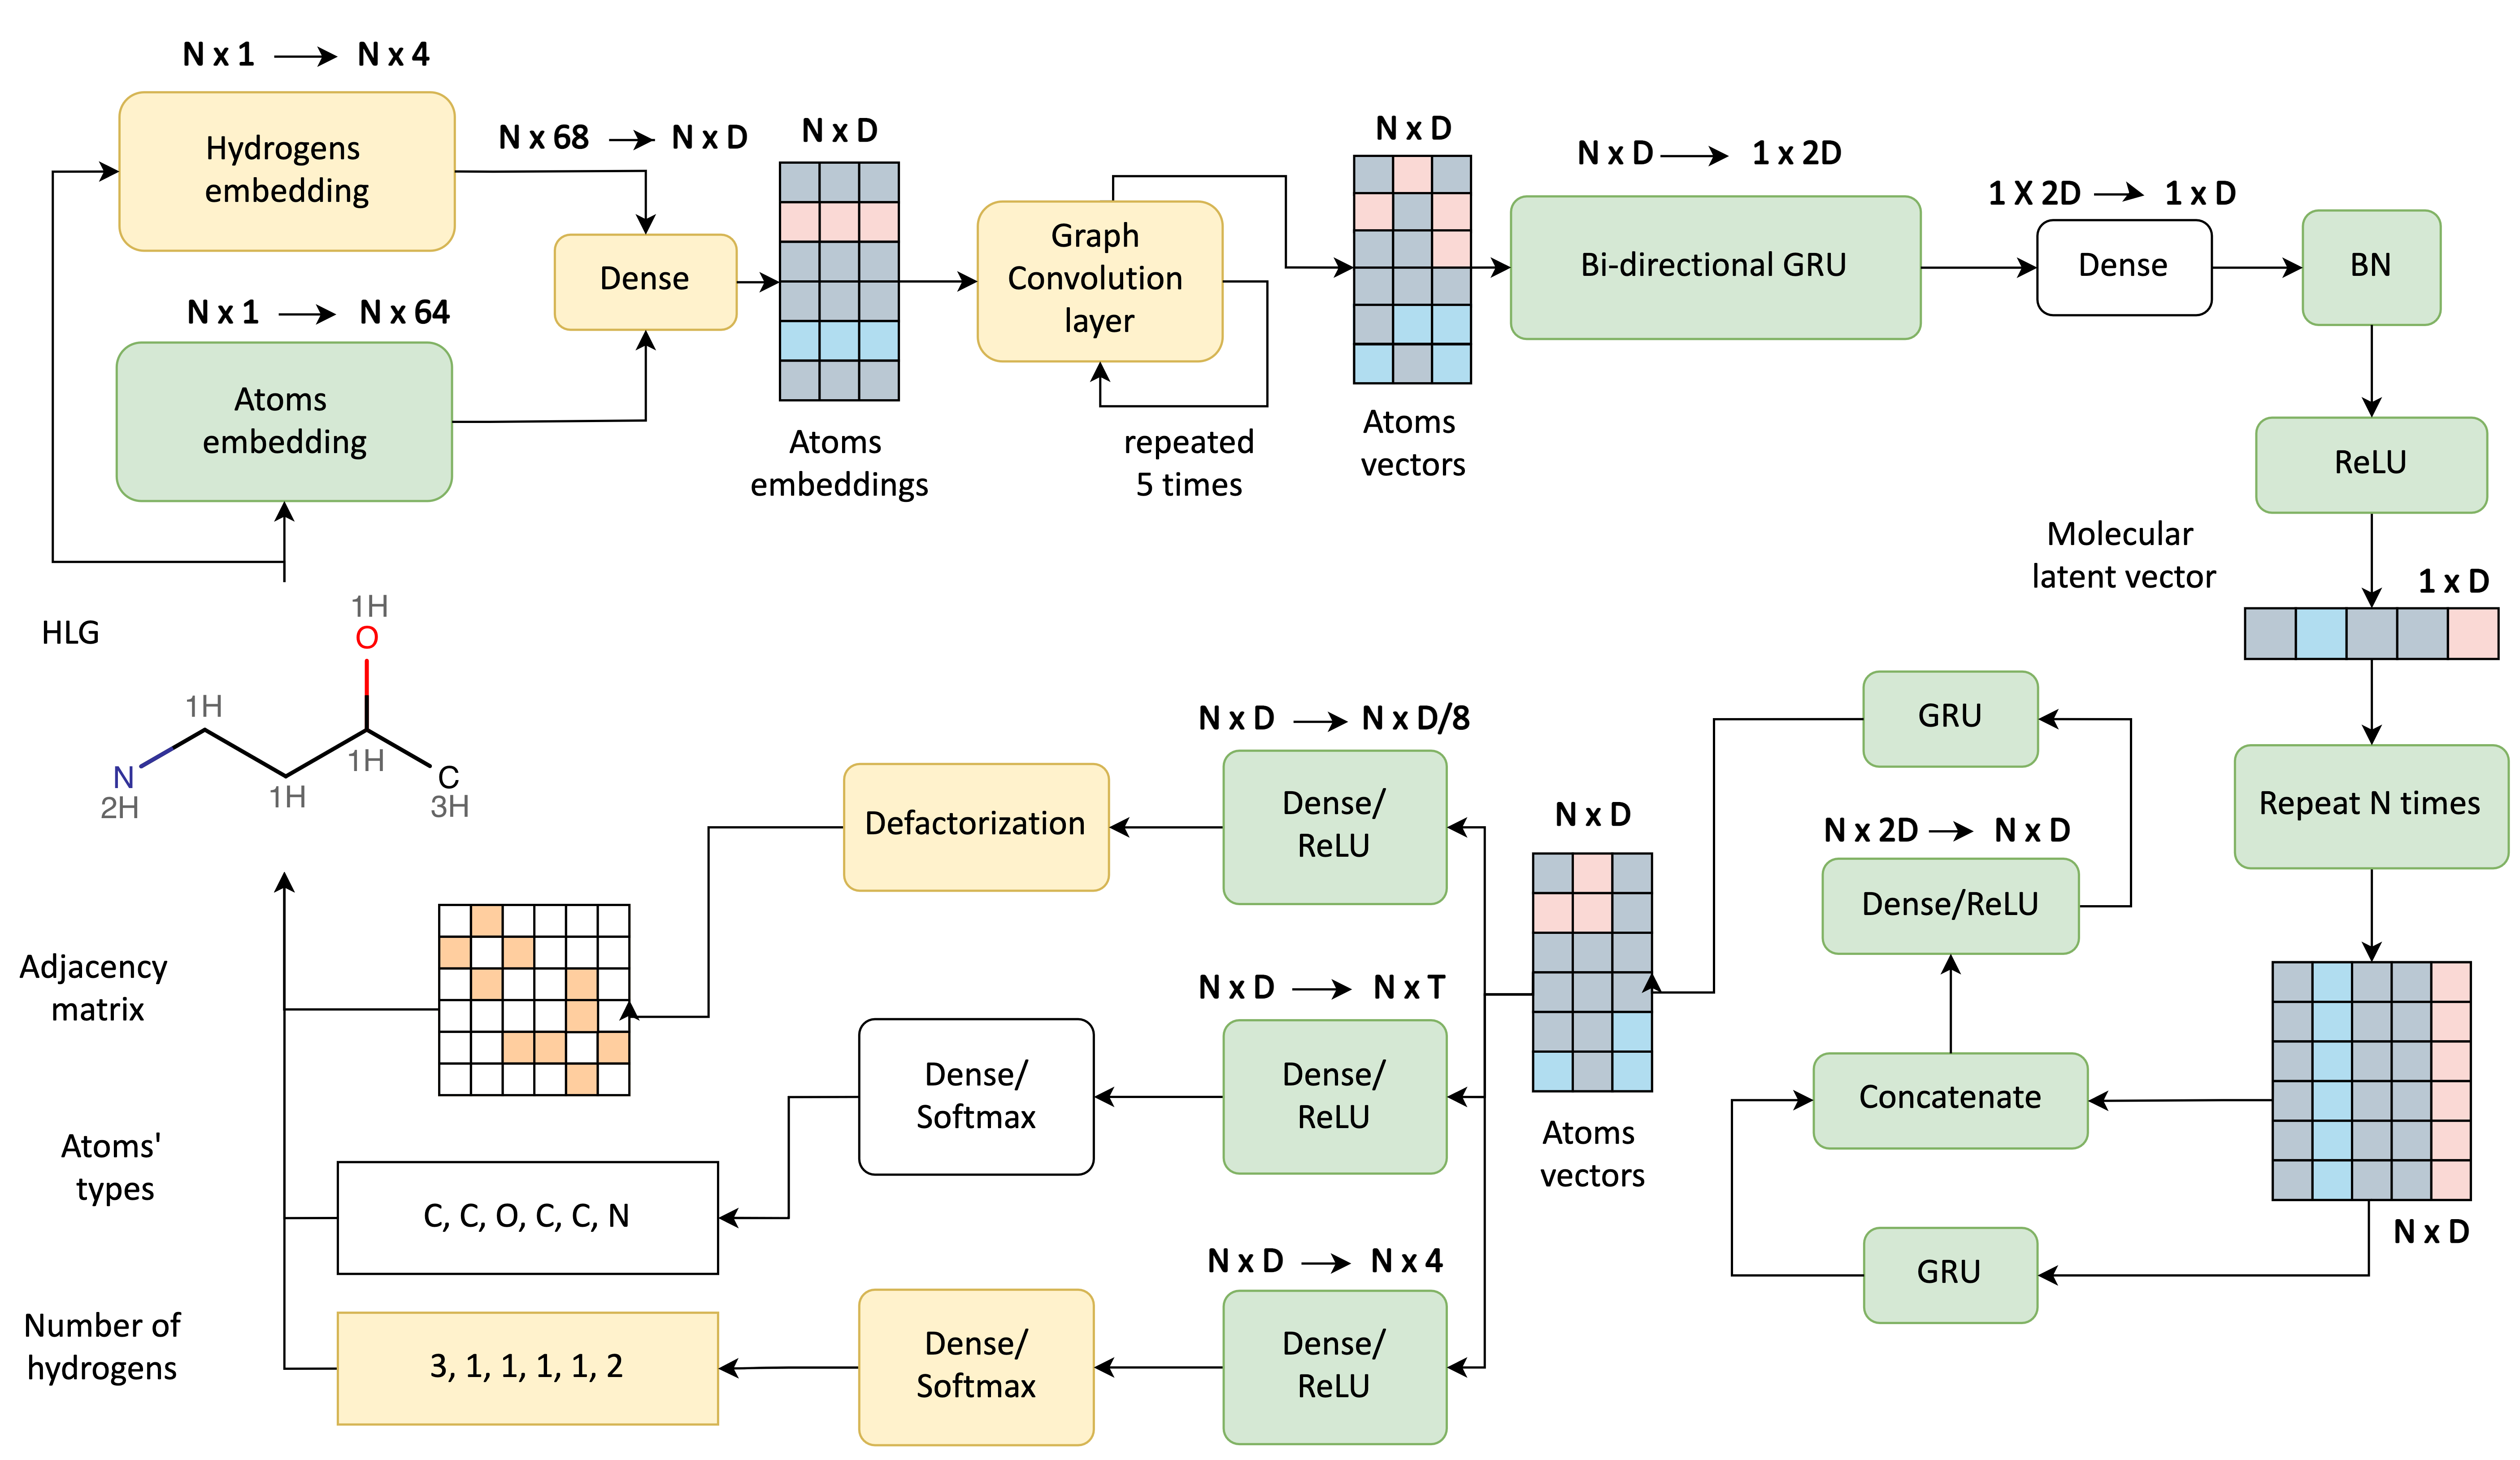 N x 1 → N x 4
Hydrogens
embedding
N x 68 → N x D
N x 1 → N x 64
Atoms
embedding
Dense
N x D
Atoms
embeddings
Graph
Convolution
layer
repeated
5 times
N x D
Atoms
vectors
N x D → 1 x 2D
Bi-directional GRU
1 X 2D → 1 x D
Dense
BN
ReLU
Molecular
latent vector
1 x D
Repeat N times
N x D
GRU
Concatenate
N x 2D → N x D
Dense/ReLU
GRU
N x D
Atoms
vectors
N x D → N x D/8
Dense/
ReLU
Defactorization
N x D → N x T
Dense/
ReLU
Dense/
Softmax
N x D → N x 4
Dense/
ReLU
Dense/
Softmax
Adjacency
matrix
Atoms'
types
C, C, O, C, C, N
Number of
hydrogens
3, 1, 1, 1, 1, 2
HLG
1H
O
1H
1H
N
2H
1H
C
3H